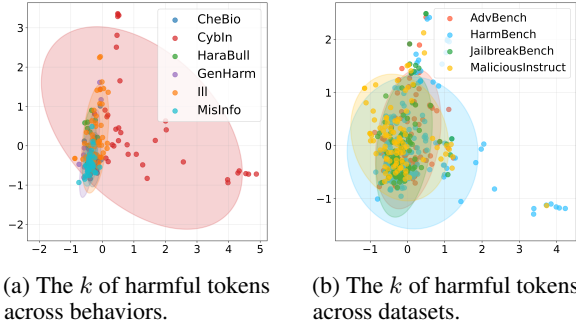 CheBio
CybIn
HaraBull
GenHarm
Ill
MisInfo
3
2
1
0
−1
−2
−2 −1 0 1 2 3 4 5
AdvBench
HarmBench
JailbreakBench
MaliciousInstruct
2
1
0
−1
−1 0 1 2 3 4
(a) The k of harmful tokens
across behaviors.
(b) The k of harmful tokens
across datasets.